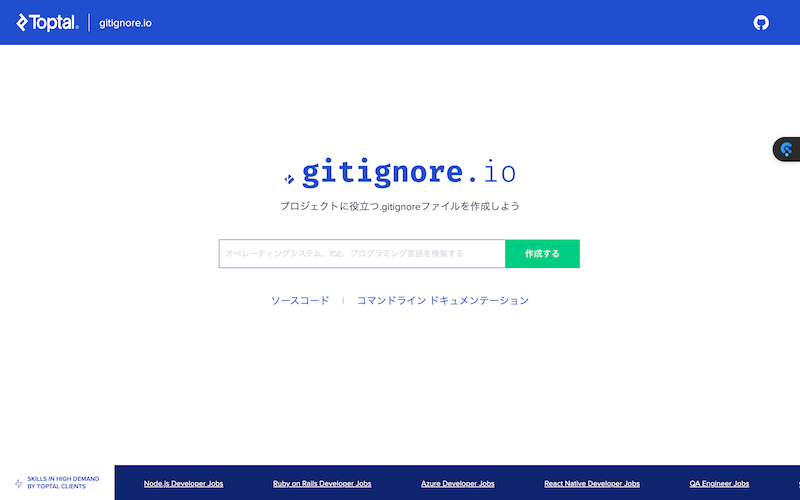 Toptal.
gitignore.io
.gitignore.io
プロジェクトに役立つ.gitignoreファイルを作成しよう
オペレーティングシステム、IDE、プログラミング言語を検索する
作成する
ソースコード | コマンドライン ドキュメンテーション
SKILLS IN HIGH DEMAND
BY TOPTAL CLIENTS
Node.js Developer Jobs
Ruby on Rails Developer Jobs
Azure Developer Jobs
React Native Developer Jobs
QA Engineer Jobs